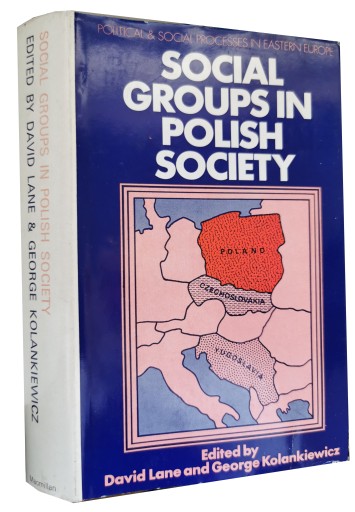 POLITICAL & SOCIAL PROCESSES IN EASTERN EUROPE
SOCIAL
GROUPS IN
POLISH
SOCIETY
POLAND
CZECHOSLOVAKIA
YUGOSLAVIA
Edited by
David Lane and George Kolankiewicz
SOCIAL GROUPS IN POLISH SOCIETY
EDITED BY DAVID LANE & GEORGE KOLANKIEWICZ
Macmillan